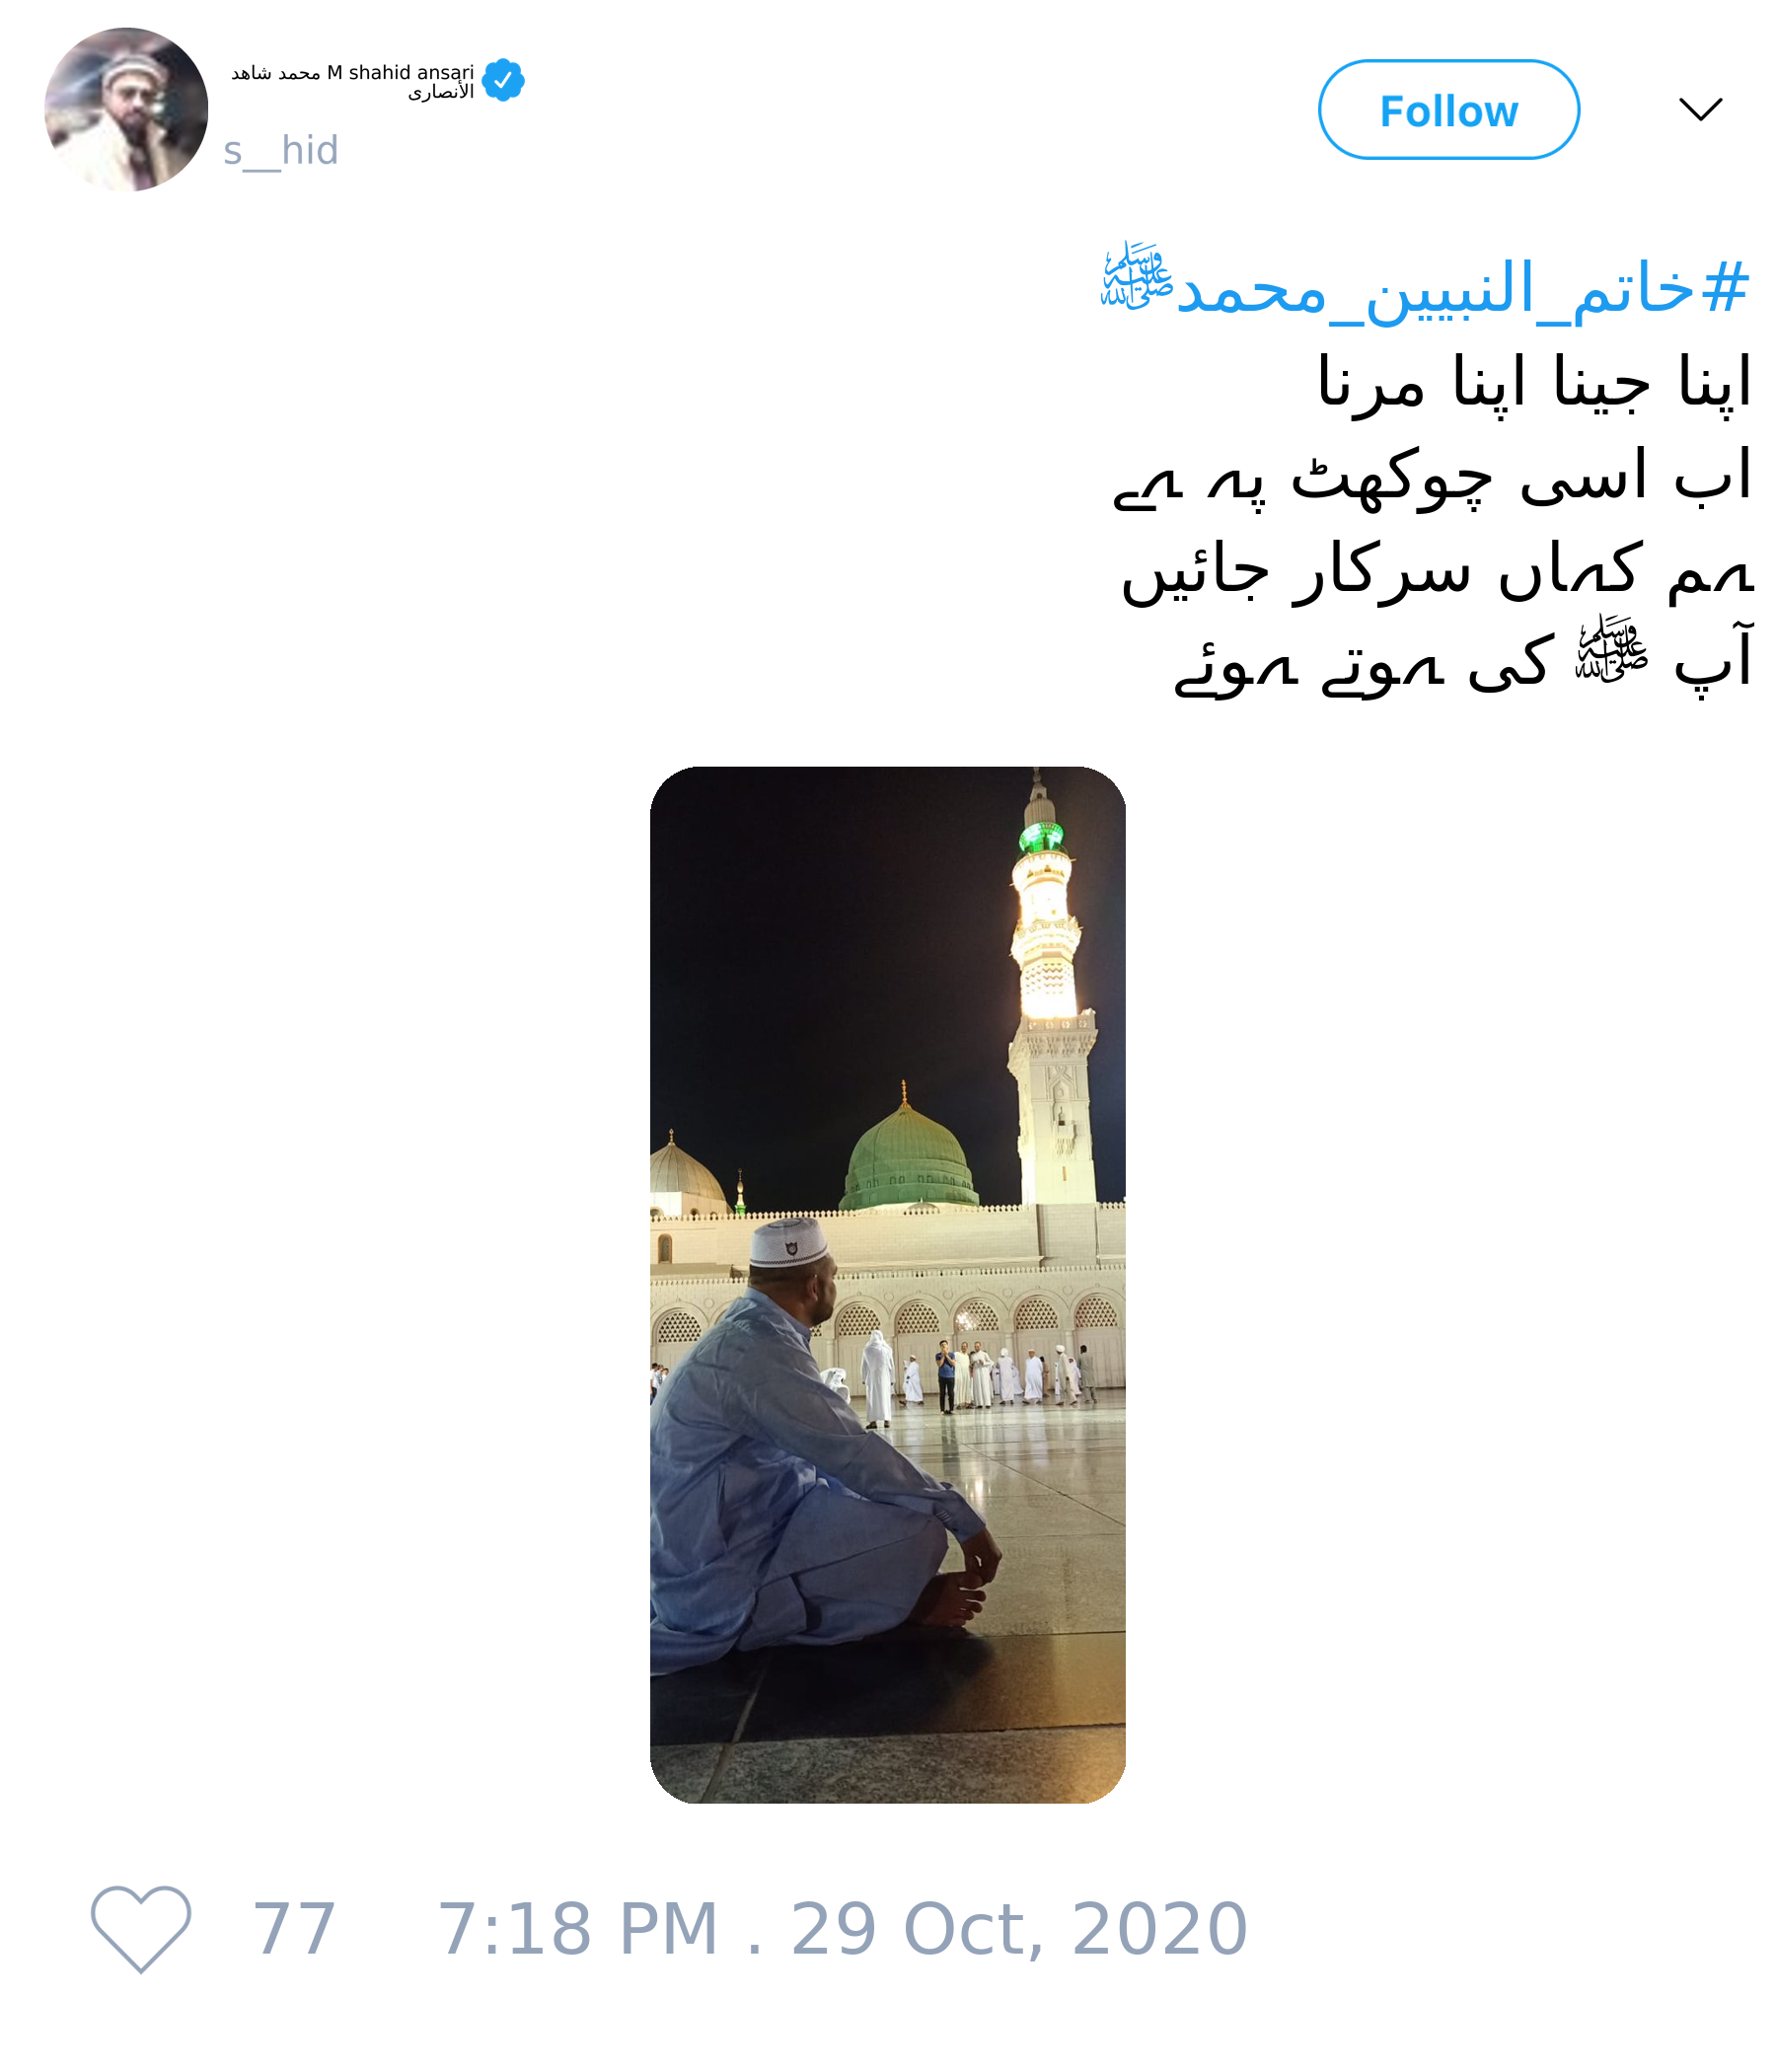 محمد شاهد M shahid ansari
الأنصاری
s__hid
Follow
#خاتم_النبیین_محمدﷺ
اپنا جینا اپنا مرنا
اب اسی چوکھٹ پہ ہے
ہم کہاں سرکار جائیں
آپ ﷺ کی ہوتے ہوئے
77 7:18 PM . 29 Oct, 2020